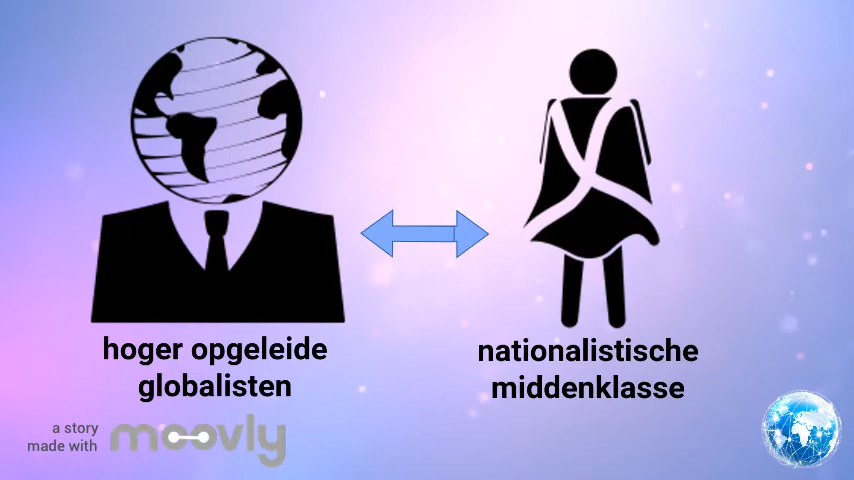 hoger opgeleide
globalisten
nationalistische
middenklasse
a story
made with
moovly